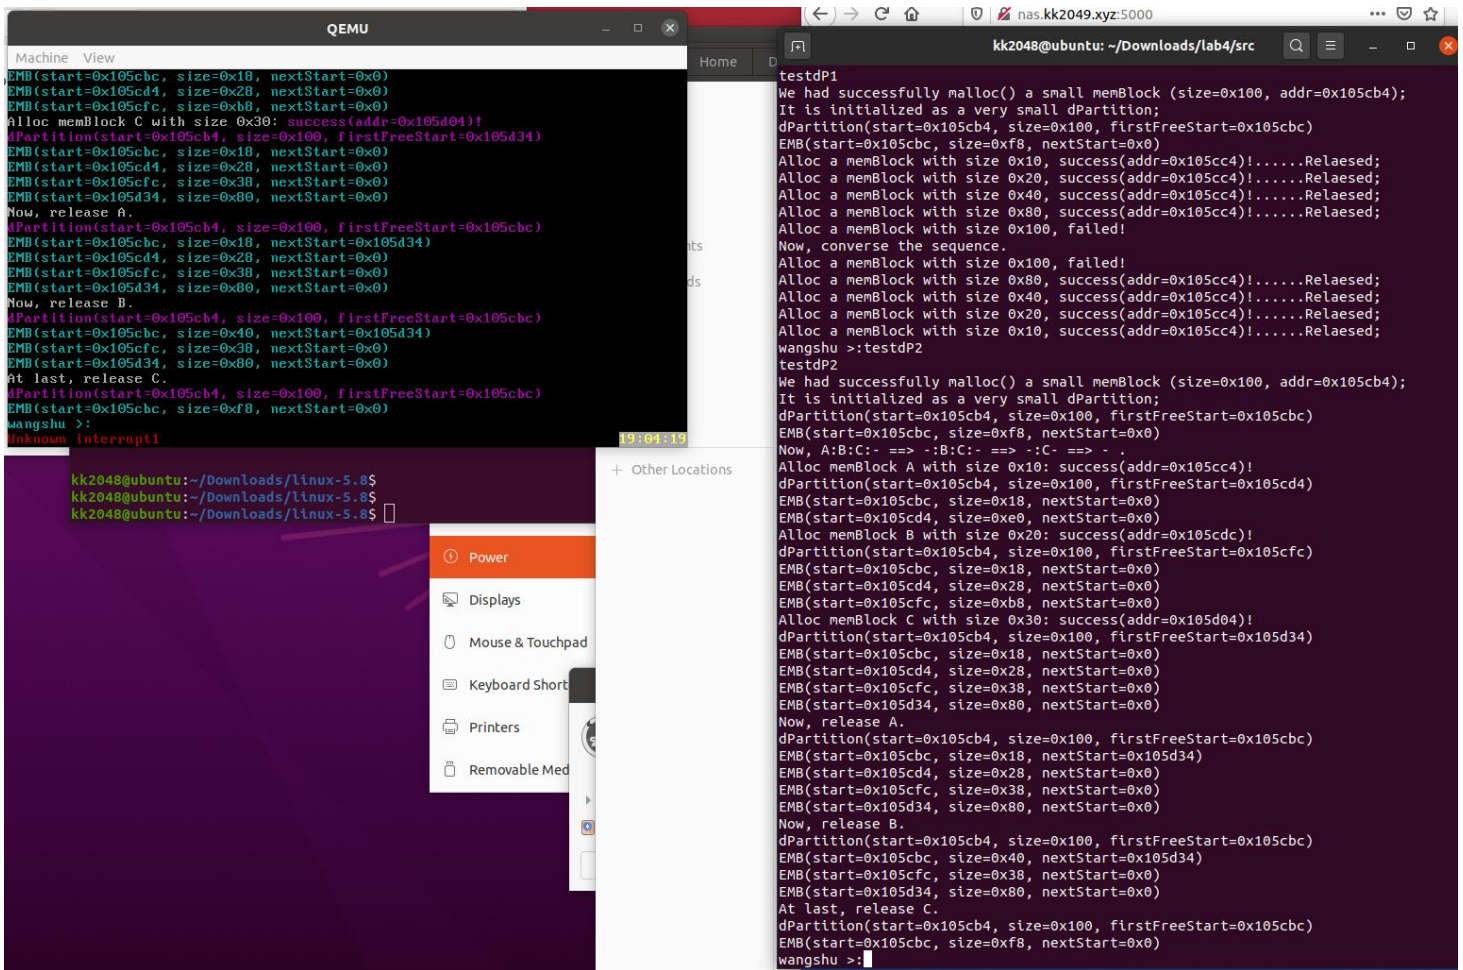 QEMU
Machine View
EMB(start=0x105cbc, size=0x18, nextStart=0x0)
EMB(start=0x105cd4, size=0x28, nextStart=0x0)
EMB(start=0x105cfc, size=0xb8, nextStart=0x0)
Alloc memBlock C with size 0x30: success(addr=0x105d04)!
dPartition(start=0x105cb4, size=0x100, firstFreeStart=0x105d34)
EMB(start=0x105cbc, size=0x18, nextStart=0x0)
EMB(start=0x105cd4, size=0x28, nextStart=0x0)
EMB(start=0x105cfc, size=0x38, nextStart=0x0)
EMB(start=0x105d34, size=0x80, nextStart=0x0)
Now, release A.
dPartition(start=0x105cb4, size=0x100, firstFreeStart=0x105cbc)
EMB(start=0x105cbc, size=0x18, nextStart=0x105d34)
EMB(start=0x105cd4, size=0x28, nextStart=0x0)
EMB(start=0x105cfc, size=0x38, nextStart=0x0)
EMB(start=0x105d34, size=0x80, nextStart=0x0)
Now, release B.
dPartition(start=0x105cb4, size=0x100, firstFreeStart=0x105cbc)
EMB(start=0x105cbc, size=0x40, nextStart=0x105d34)
EMB(start=0x105cfc, size=0x38, nextStart=0x0)
EMB(start=0x105d34, size=0x80, nextStart=0x0)
At last, release C.
dPartition(start=0x105cb4, size=0x100, firstFreeStart=0x105cbc)
EMB(start=0x105cbc, size=0xf8, nextStart=0x0)
wangshu >:
Unknown interrupt1 19:04:19
kk2048@ubuntu:~/Downloads/linux-5.8$
kk2048@ubuntu:~/Downloads/linux-5.8$
kk2048@ubuntu:~/Downloads/linux-5.8$
Home D
nts
ds
+ Other Locations
Power
Displays
Mouse & Touchpad
Keyboard Short
Printers
Removable Med
nas.kk2049.xyz:5000
kk2048@ubuntu: ~/Downloads/lab4/src
testdP1
We had successfully malloc() a small memBlock (size=0x100, addr=0x105cb4);
It is initialized as a very small dPartition;
dPartition(start=0x105cb4, size=0x100, firstFreeStart=0x105cbc)
EMB(start=0x105cbc, size=0xf8, nextStart=0x0)
Alloc a memBlock with size 0x10, success(addr=0x105cc4)!......Relaesed;
Alloc a memBlock with size 0x20, success(addr=0x105cc4)!......Relaesed;
Alloc a memBlock with size 0x40, success(addr=0x105cc4)!......Relaesed;
Alloc a memBlock with size 0x80, success(addr=0x105cc4)!......Relaesed;
Alloc a memBlock with size 0x100, failed!
Now, converse the sequence.
Alloc a memBlock with size 0x100, failed!
Alloc a memBlock with size 0x80, success(addr=0x105cc4)!......Relaesed;
Alloc a memBlock with size 0x40, success(addr=0x105cc4)!......Relaesed;
Alloc a memBlock with size 0x20, success(addr=0x105cc4)!......Relaesed;
Alloc a memBlock with size 0x10, success(addr=0x105cc4)!......Relaesed;
wangshu >:testdP2
testdP2
We had successfully malloc() a small memBlock (size=0x100, addr=0x105cb4);
It is initialized as a very small dPartition;
dPartition(start=0x105cb4, size=0x100, firstFreeStart=0x105cbc)
EMB(start=0x105cbc, size=0xf8, nextStart=0x0)
Now, A:B:C:- ==> -:B:C:- ==> -:C- ==> - .
Alloc memBlock A with size 0x10: success(addr=0x105cc4)!
dPartition(start=0x105cb4, size=0x100, firstFreeStart=0x105cd4)
EMB(start=0x105cbc, size=0x18, nextStart=0x0)
EMB(start=0x105cd4, size=0xe0, nextStart=0x0)
Alloc memBlock B with size 0x20: success(addr=0x105cdc)!
dPartition(start=0x105cb4, size=0x100, firstFreeStart=0x105cfc)
EMB(start=0x105cbc, size=0x18, nextStart=0x0)
EMB(start=0x105cd4, size=0x28, nextStart=0x0)
EMB(start=0x105cfc, size=0xb8, nextStart=0x0)
Alloc memBlock C with size 0x30: success(addr=0x105d04)!
dPartition(start=0x105cb4, size=0x100, firstFreeStart=0x105d34)
EMB(start=0x105cbc, size=0x18, nextStart=0x0)
EMB(start=0x105cd4, size=0x28, nextStart=0x0)
EMB(start=0x105cfc, size=0x38, nextStart=0x0)
EMB(start=0x105d34, size=0x80, nextStart=0x0)
Now, release A.
dPartition(start=0x105cb4, size=0x100, firstFreeStart=0x105cbc)
EMB(start=0x105cbc, size=0x18, nextStart=0x105d34)
EMB(start=0x105cd4, size=0x28, nextStart=0x0)
EMB(start=0x105cfc, size=0x38, nextStart=0x0)
EMB(start=0x105d34, size=0x80, nextStart=0x0)
Now, release B.
dPartition(start=0x105cb4, size=0x100, firstFreeStart=0x105cbc)
EMB(start=0x105cbc, size=0x40, nextStart=0x105d34)
EMB(start=0x105cfc, size=0x38, nextStart=0x0)
EMB(start=0x105d34, size=0x80, nextStart=0x0)
At last, release C.
dPartition(start=0x105cb4, size=0x100, firstFreeStart=0x105cbc)
EMB(start=0x105cbc, size=0xf8, nextStart=0x0)
wangshu >: